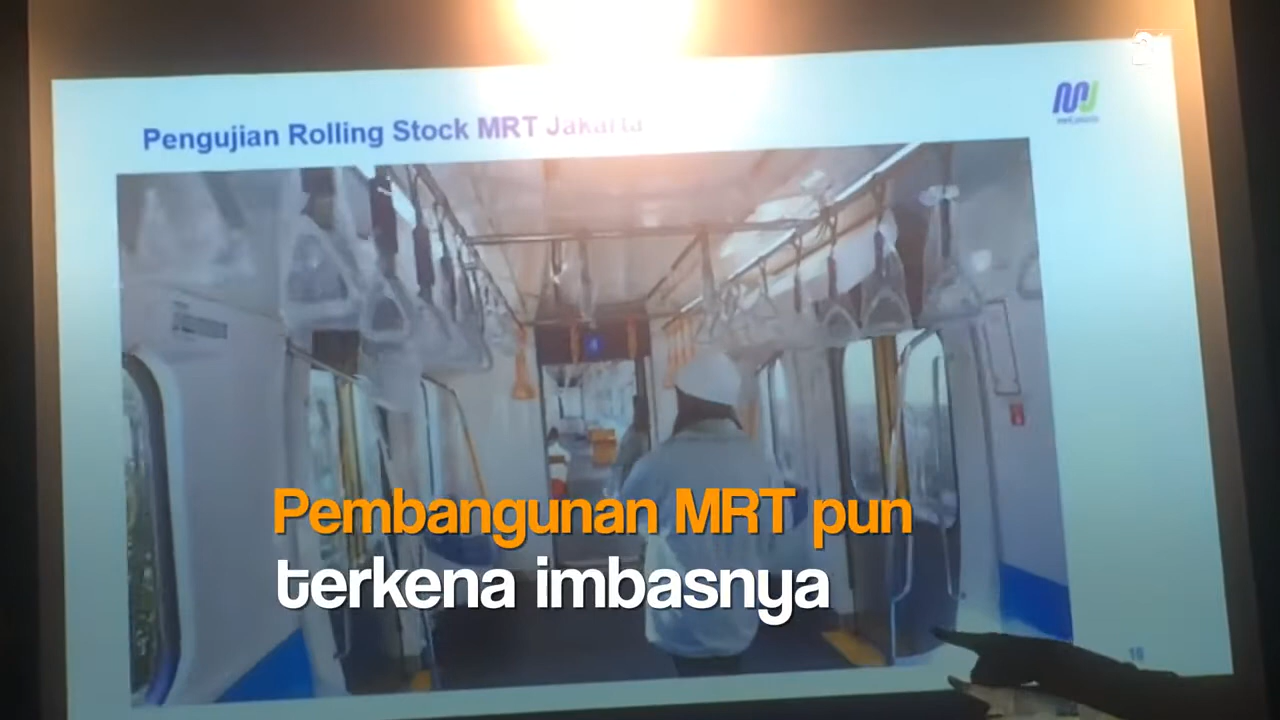 Pengujian Rolling Stock MRT Jakarta
Pembangunan MRT pun
terkena imbasnya